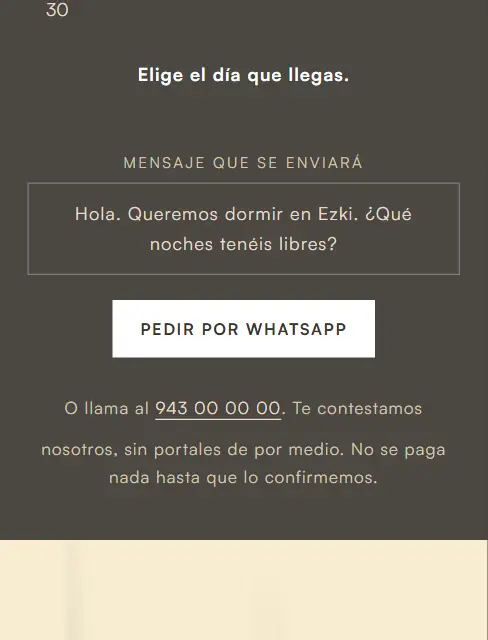 30
Elige el día que llegas.
MENSAJE QUE SE ENVIARÁ
Hola. Queremos dormir en Ezki. ¿Qué
noches tenéis libres?
PEDIR POR WHATSAPP
O llama al 943 00 00 00. Te contestamos
nosotros, sin portales de por medio. No se paga
nada hasta que lo confirmemos.